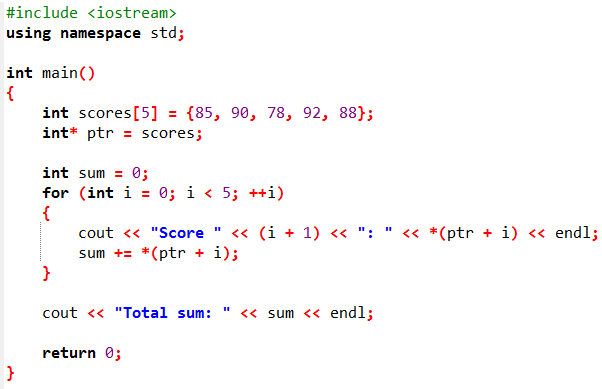 #include <iostream>
using namespace std;
int main()
{
int scores[5] = {85, 90, 78, 92, 88};
int* ptr = scores;
int sum = 0;
for (int i = 0; i < 5; ++i)
{
cout << "Score " << (i + 1) << ": " << *(ptr + i) << endl;
sum += *(ptr + i);
}
cout << "Total sum: " << sum << endl;
return 0;
}